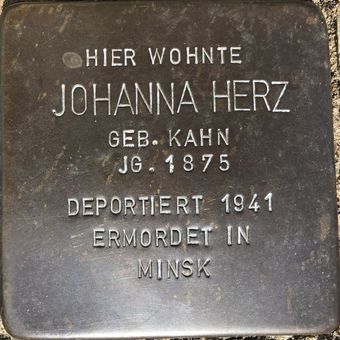 HIER WOHNTE
JOHANNA HERZ
GEB. KAHN
JG. 1875
DEPORTIERT 1941
ERMORDET IN
MINSK